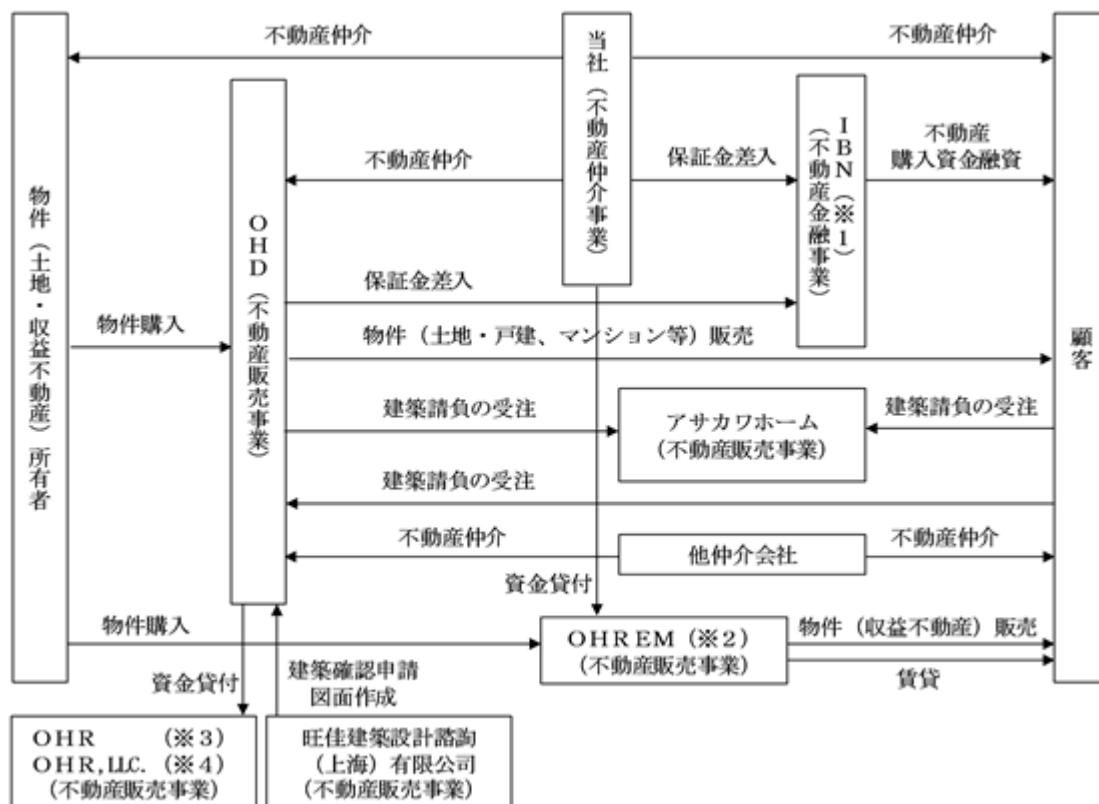 不動産仲介
不動産仲介
当社（不動産仲介事業）
不動産仲介
保証金差入
ＩＢＮ（※１）
（不動産金融事業）
不動産
購入資金融資
物件（土地・収益不動産）所有者
ＯＨＤ（不動産販売事業）
顧客
保証金差入
物件購入
物件（土地・戸建、マンション等）販売
建築請負の受注
アサカワホーム
（不動産販売事業）
建築請負の受注
建築請負の受注
不動産仲介
他仲介会社
不動産仲介
資金貸付
物件購入
ＯＨＲＥＭ（※２）
（不動産販売事業）
物件（収益不動産）販売
賃貸
資金貸付
建築確認申請
図面作成
ＯＨＲ　　（※３）
ＯＨＲ,ＬＬＣ.（※４）
（不動産販売事業）
旺佳建築設計諮詢
（上海）有限公司
（不動産販売事業）